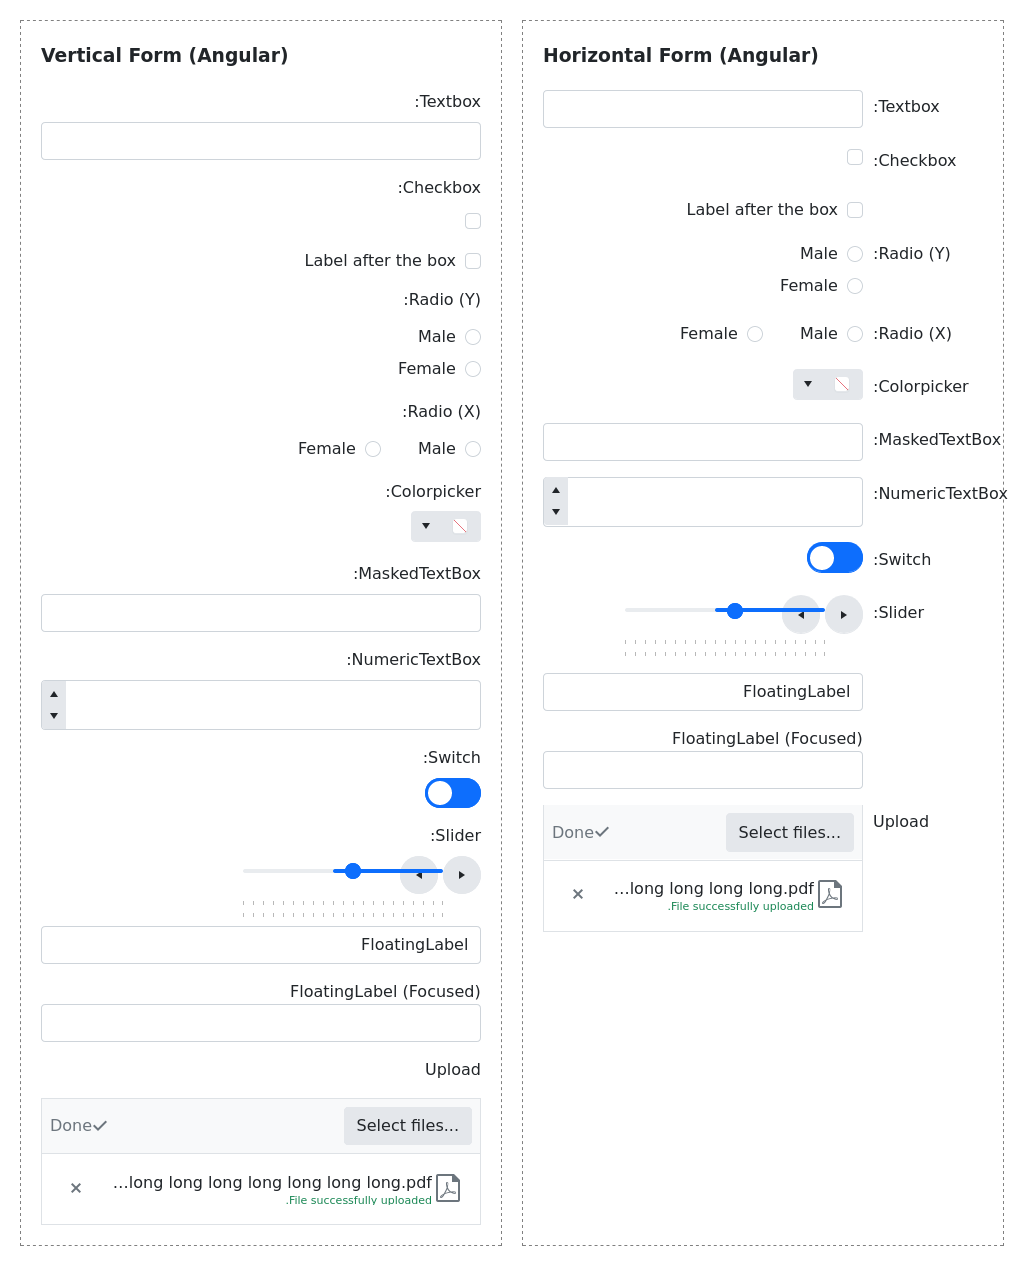 Vertical Form (Angular)
:Textbox
:Checkbox
Label after the box
:Radio (Y)
Male
Female
:Radio (X)
Female Male
:Colorpicker
:MaskedTextBox
:NumericTextBox
:Switch
:Slider
FloatingLabel
FloatingLabel (Focused)
Upload
Done Select files...
...long long long long long long long.pdf
.File successfully uploaded
Horizontal Form (Angular)
:Textbox
:Checkbox
Label after the box
Male :Radio (Y)
Female
Female Male :Radio (X)
:Colorpicker
:MaskedTextBox
:NumericTextBox
:Switch
:Slider
FloatingLabel
FloatingLabel (Focused)
Done Select files... Upload
...long long long long.pdf
.File successfully uploaded